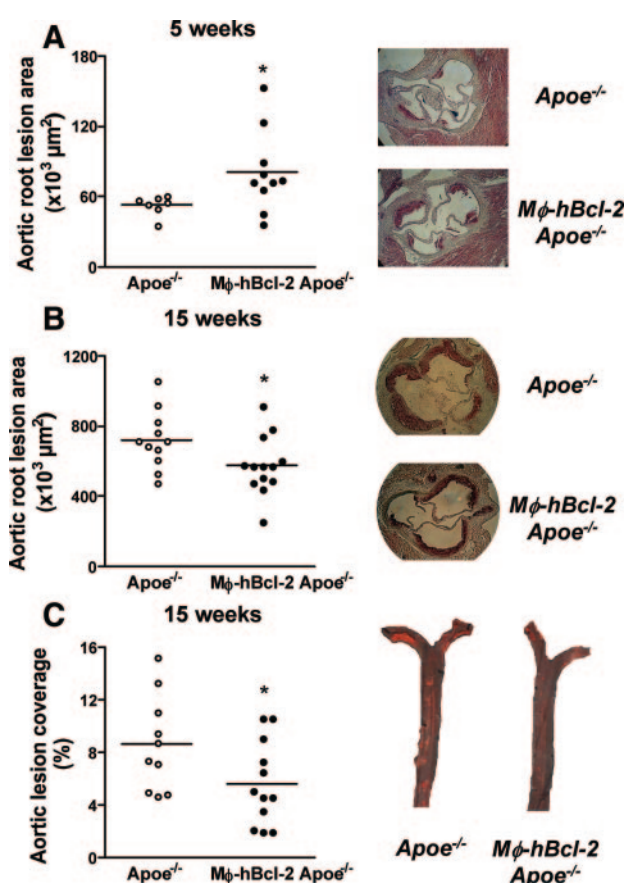 A
5 weeks
Aortic root lesion area
(x10³ µm²)
180
120
60
0
*
Apoe-/-
Mϕ-hBcl-2 Apoe-/-
Apoe-/-
Mϕ-hBcl-2
Apoe-/-
B
15 weeks
Aortic root lesion area
(x10³ µm²)
1200
800
400
0
*
Apoe-/-
Mϕ-hBcl-2 Apoe-/-
Apoe-/-
Mϕ-hBcl-2
Apoe-/-
C
15 weeks
Aortic lesion coverage
(%)
16
12
8
4
0
*
Apoe-/-
Mϕ-hBcl-2 Apoe-/-
Apoe-/-
Mϕ-hBcl-2
Apoe-/-